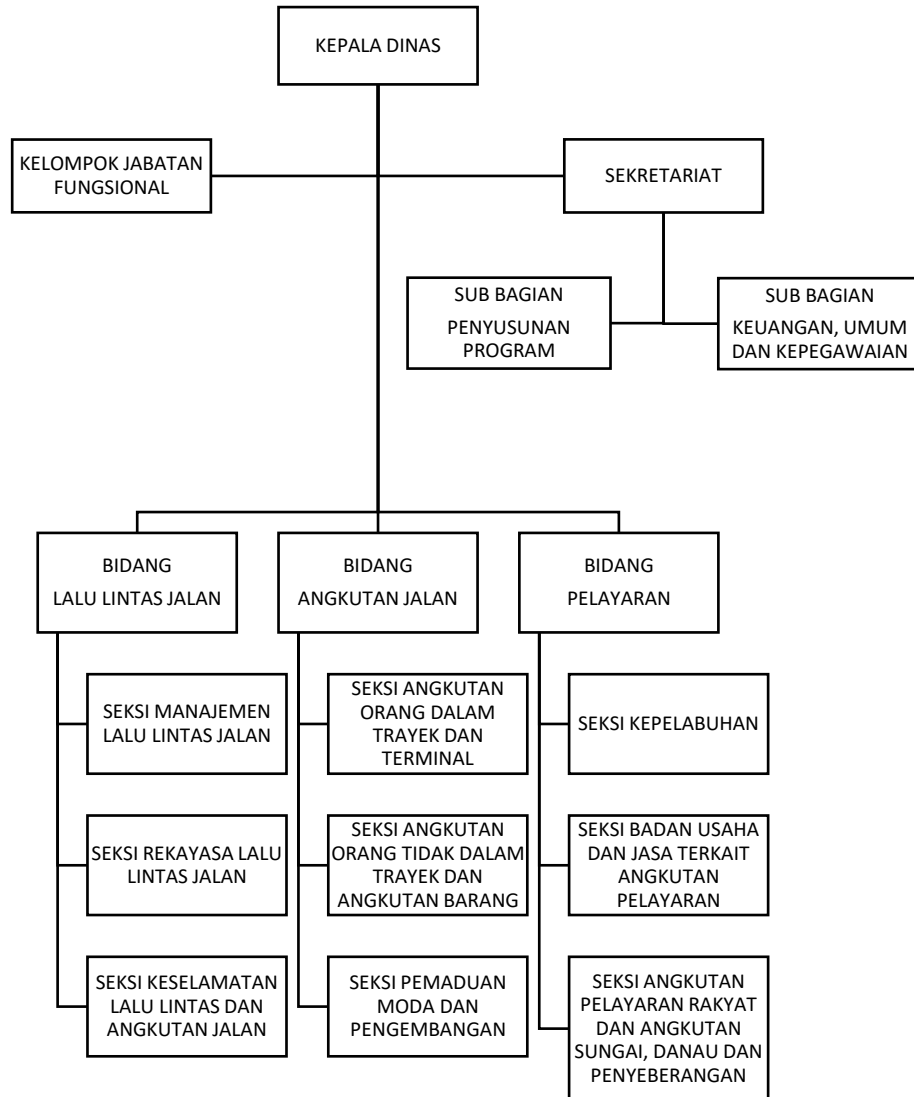 KEPALA DINAS
KELOMPOK JABATAN
FUNGSIONAL
SEKRETARIAT
SUB BAGIAN
PENYUSUNAN
PROGRAM
SUB BAGIAN
KEUANGAN, UMUM
DAN KEPEGAWAIAN
BIDANG
LALU LINTAS JALAN
BIDANG
ANGKUTAN JALAN
BIDANG
PELAYARAN
SEKSI MANAJEMEN
LALU LINTAS JALAN
SEKSI ANGKUTAN
ORANG DALAM
TRAYEK DAN
TERMINAL
SEKSI KEPELABUHAN
SEKSI REKAYASA LALU
LINTAS JALAN
SEKSI ANGKUTAN
ORANG TIDAK DALAM
TRAYEK DAN
ANGKUTAN BARANG
SEKSI BADAN USAHA
DAN JASA TERKAIT
ANGKUTAN
PELAYARAN
SEKSI KESELAMATAN
LALU LINTAS DAN
ANGKUTAN JALAN
SEKSI PEMADUAN
MODA DAN
PENGEMBANGAN
SEKSI ANGKUTAN
PELAYARAN RAKYAT
DAN ANGKUTAN
SUNGAI, DANAU DAN
PENYEBERANGAN